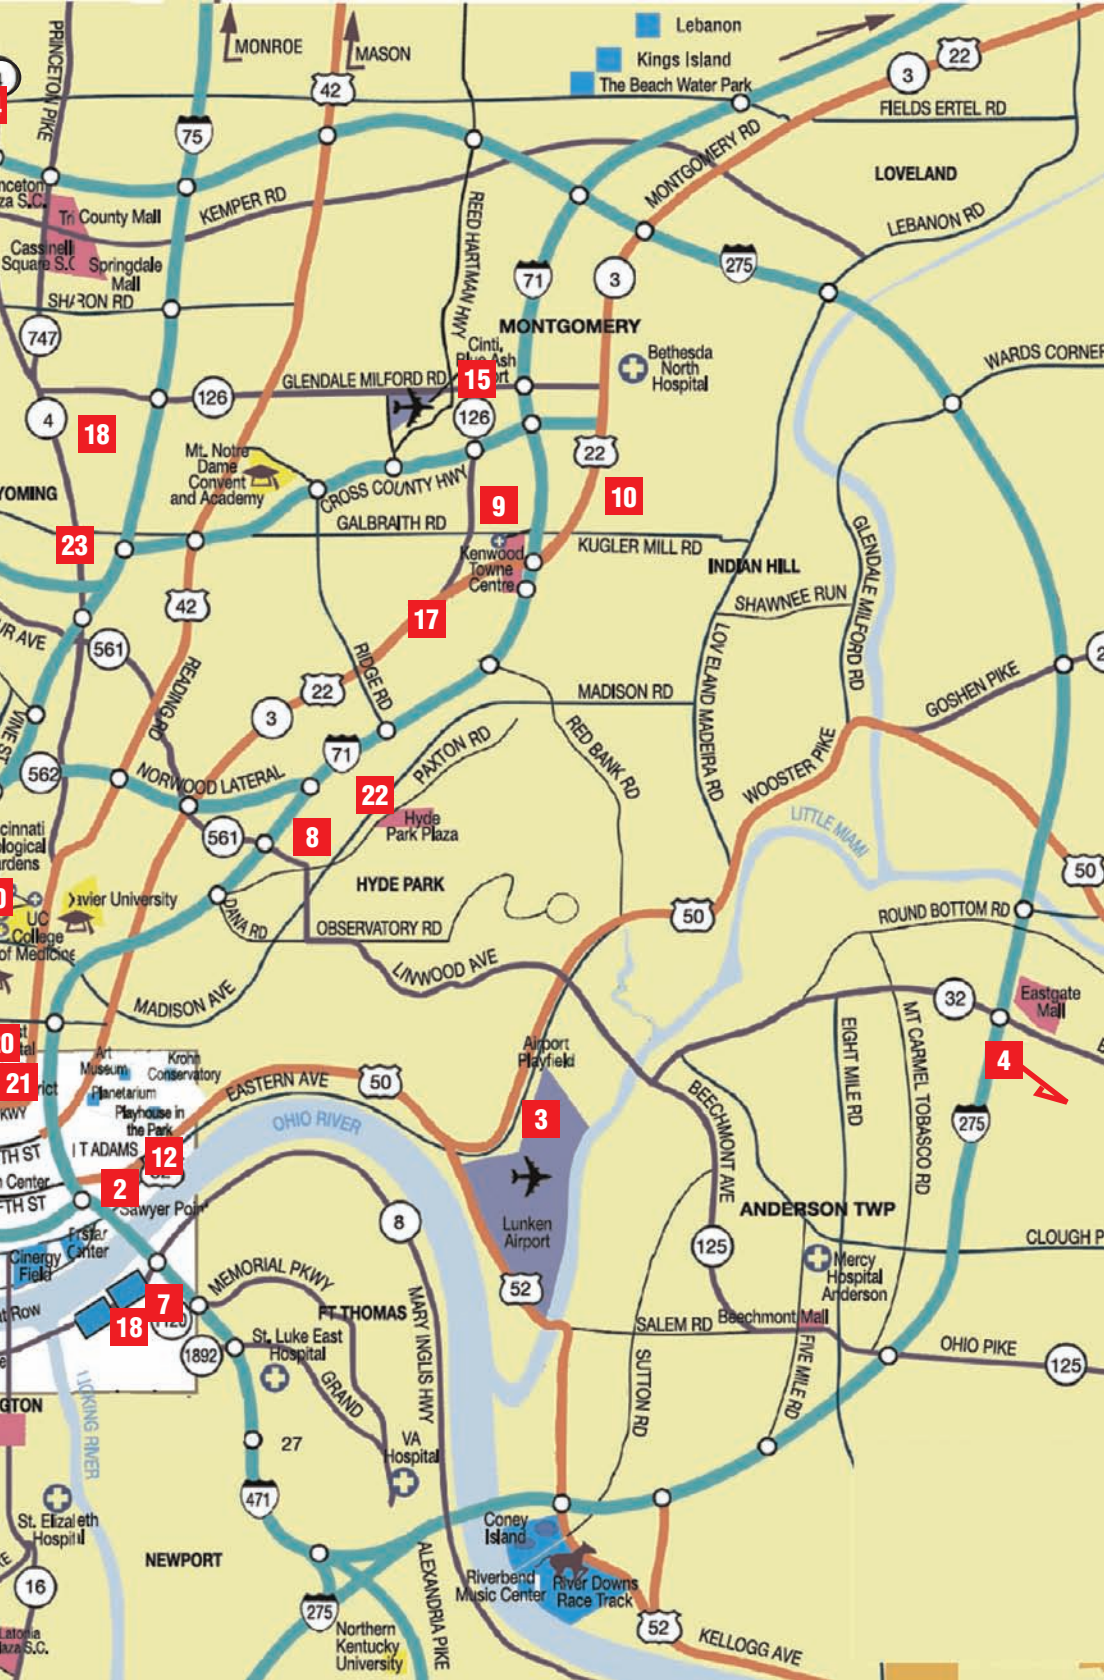 PRINCETON PIKE
MONROE
MASON
Lebanon
Kings Island
The Beach Water Park
22
3
42
75
FIELDS ERTEL RD
MONTGOMERY RD
LOVELAND
KEMPER RD
Tri County Mall
Cassinell
Square S.C
Springdale
Mall
REED HARTMAN HWY
LEBANON RD
71
3
275
SHARON RD
747
MONTGOMERY
Cinti,
Blue Ash
15
Bethesda
North
Hospital
WARDS CORNER
GLENDALE MILFORD RD
126
126
4
18
22
Mt. Notre
Dame
Convent
and Academy
CROSS COUNTY HWY
9
10
GALBRAITH RD
23
KUGLER MILL RD
Kenwood
Towne
Centre
INDIAN HILL
GLENDALE MILFORD RD
SHAWNEE RUN
42
17
561
READING RD
RIDGE RD
LOVELAND MADEIRA RD
22
3
MADISON RD
GOSHEN PIKE
VINE ST
71
PAXTON RD
RED BANK RD
WOOSTER PIKE
562
NORWOOD LATERAL
22
Hyde
Park Plaza
LITTLE MIAMI
561
8
50
HYDE PARK
Xavier University
UC
College
of Medicine
DANA RD
OBSERVATORY RD
50
ROUND BOTTOM RD
LINWOOD AVE
MADISON AVE
32
Eastgate
Mall
EIGHT MILE RD
MT CARMEL TOBASCO RD
4
Airport
Playfield
21
Art
Museum
Krohn
Conservatory
Planetarium
Playhouse in
the Park
EASTERN AVE
50
OHIO RIVER
3
BEECHMONT AVE
275
12
2
Sawyer Point
8
Lunken
Airport
ANDERSON TWP
125
CLOUGH P
Cinergy
Field
Mercy
Hospital
Anderson
MEMORIAL PKWY
52
7
18
FT THOMAS
MARY INGLIS HWY
SALEM RD
Beechmont Mall
OHIO PIKE
125
1892
St. Luke East
Hospital
GRAND
SUTTON RD
FIVE MILE RD
27
VA
Hospital
471
St. Elizabeth
Hospital
NEWPORT
Coney
Island
Riverbend
Music Center
River Downs
Race Track
16
275
ALEXANDRIA PIKE
Northern
Kentucky
University
52
KELLOGG AVE